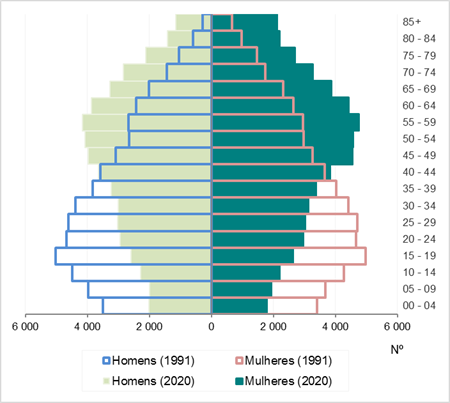 85+
80 - 84
75 - 79
70 - 74
65 - 69
60 - 64
55 - 59
50 - 54
45 - 49
40 - 44
35 - 39
30 - 34
25 - 29
20 - 24
15 - 19
10 - 14
05 - 09
00 - 04
6 000 4 000 2 000 0 2 000 4 000 6 000
Nº
Homens (1991) Mulheres (1991)
Homens (2020) Mulheres (2020)